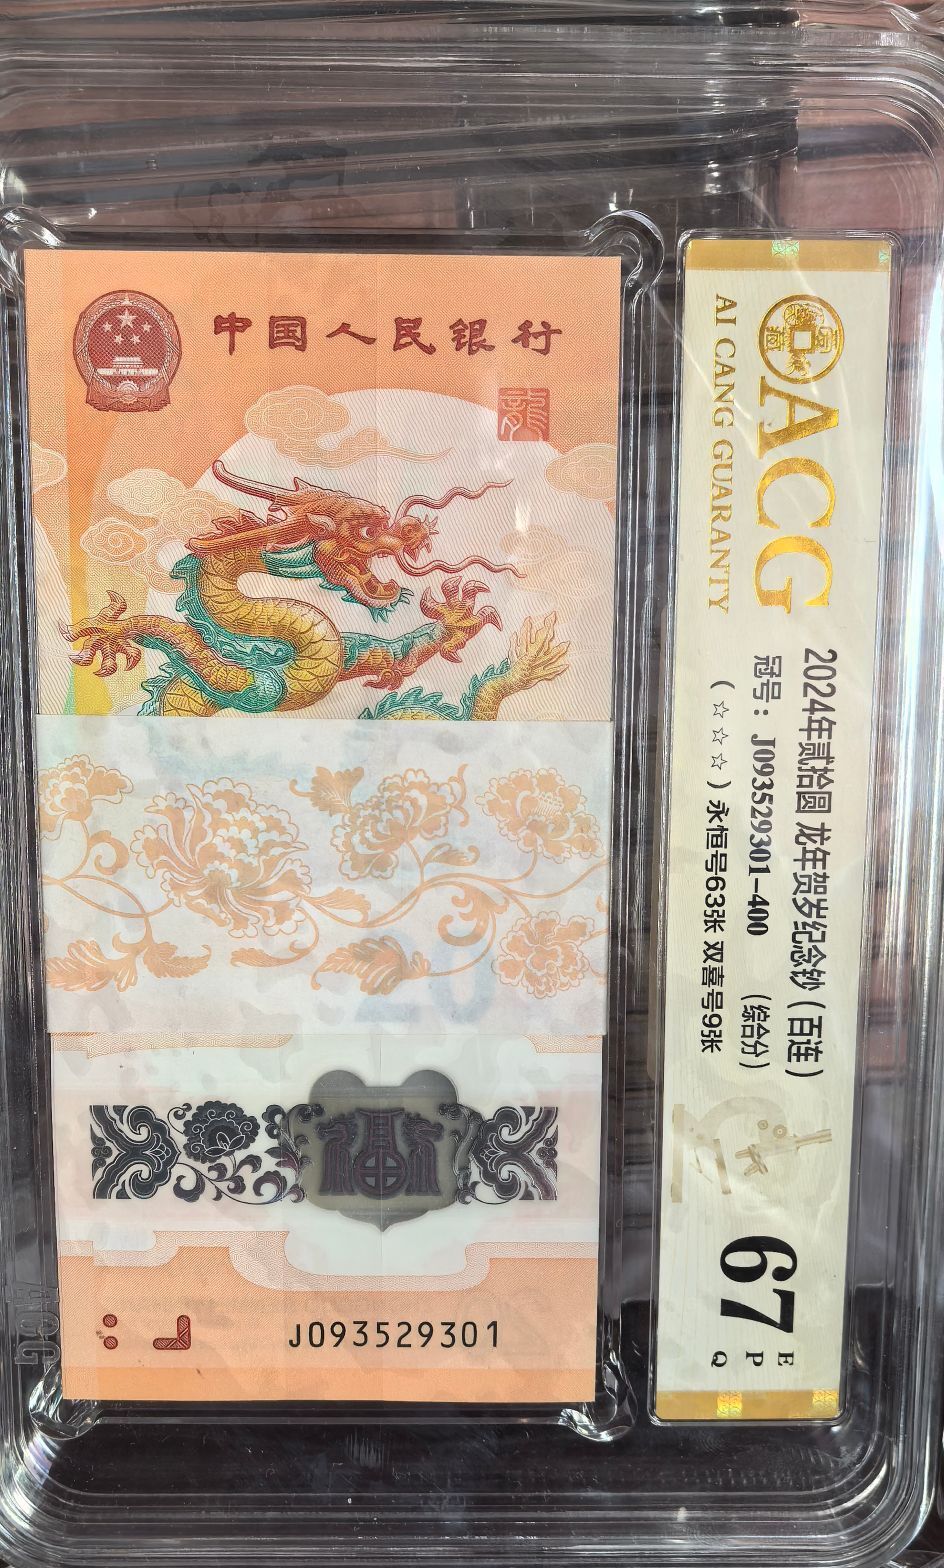 中国人民银行
龍
J093529301
ACG
AI CANG GUARANTY
2024年贰拾圆 龙年贺岁纪念钞(百连)
冠号：J093529301-400 (综合分)
(☆☆☆)永恒号63张 双喜号9张
67
EPQ